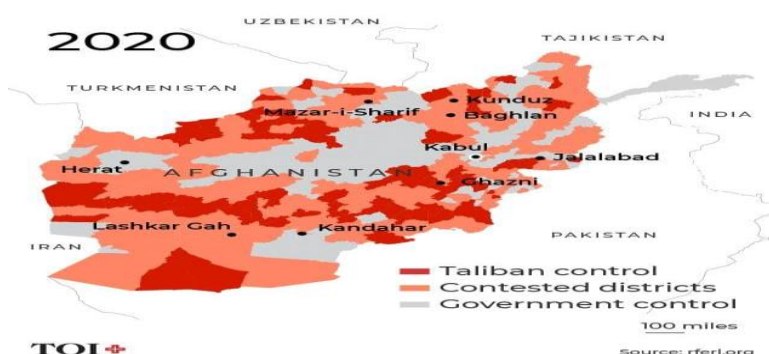 UZBEKISTAN
2020
TAJIKISTAN
TURKMENISTAN
Kunduz
Mazar-i-Sharif
Baghlan
INDIA
Kabul
Herat
AFGHANISTAN
Jalalabad
Ghazni
Lashkar Gah
Kandahar
PAKISTAN
IRAN
Taliban control
Contested districts
Government control
100 miles
TOI+
Source: rferl.org